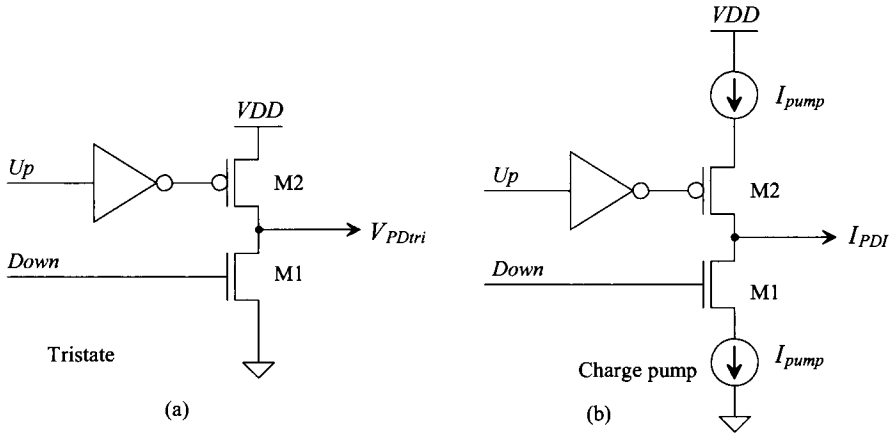 VDD
Up
M2
V_PDtri
Down
M1
Tristate
(a)
VDD
I_pump
Up
M2
I_PDI
Down
M1
I_pump
Charge pump
(b)